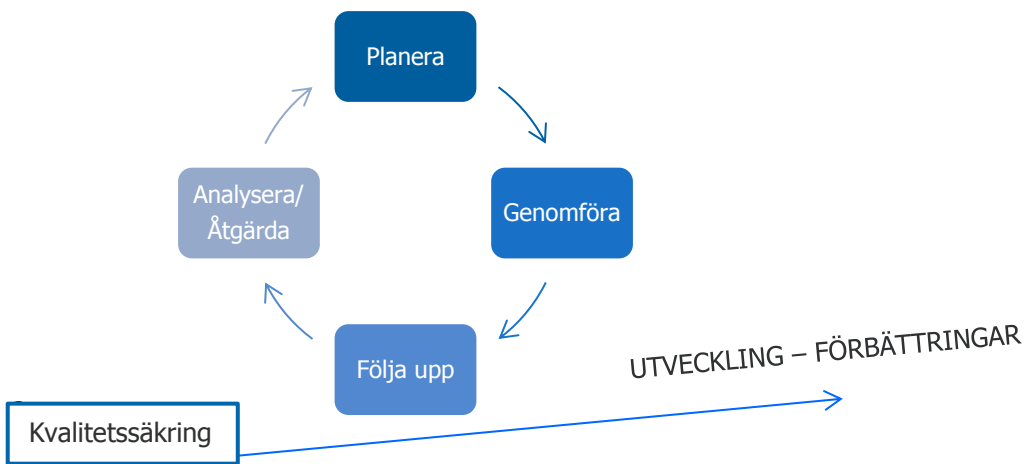 Planera
Analysera/
Åtgärda
Genomföra
Följa upp
UTVECKLING – FÖRBÄTTRINGAR
Kvalitetssäkring